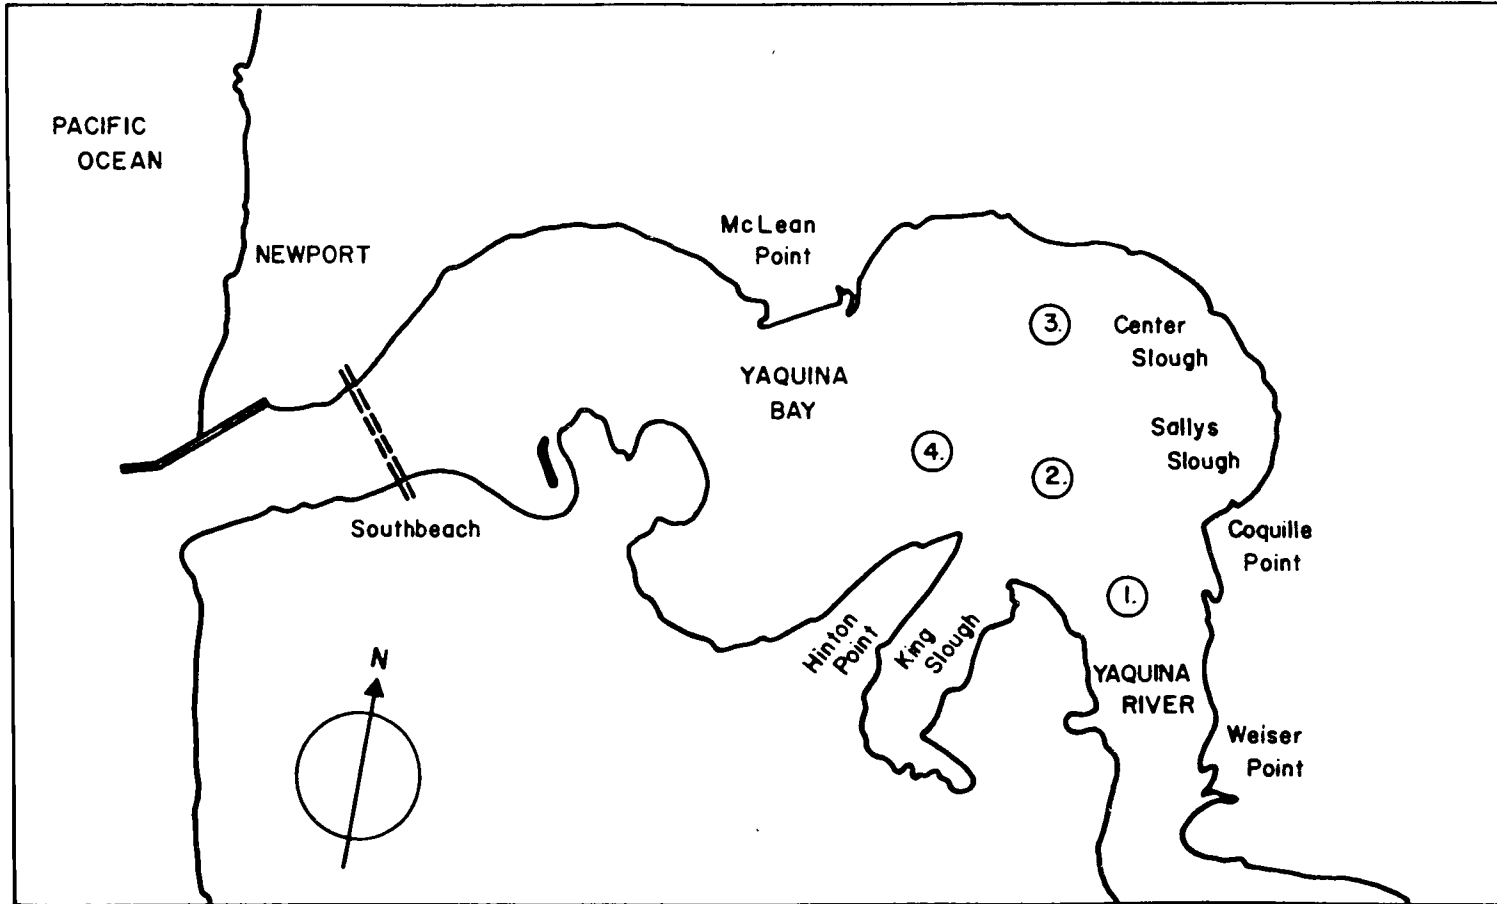 PACIFIC
OCEAN
NEWPORT
McLean
Point
3.
Center
Slough
YAQUINA
BAY
Sallys
Slough
4.
2.
Southbeach
Coquille
Point
1.
Hinton
Point
King
Slough
YAQUINA
RIVER
N
Weiser
Point